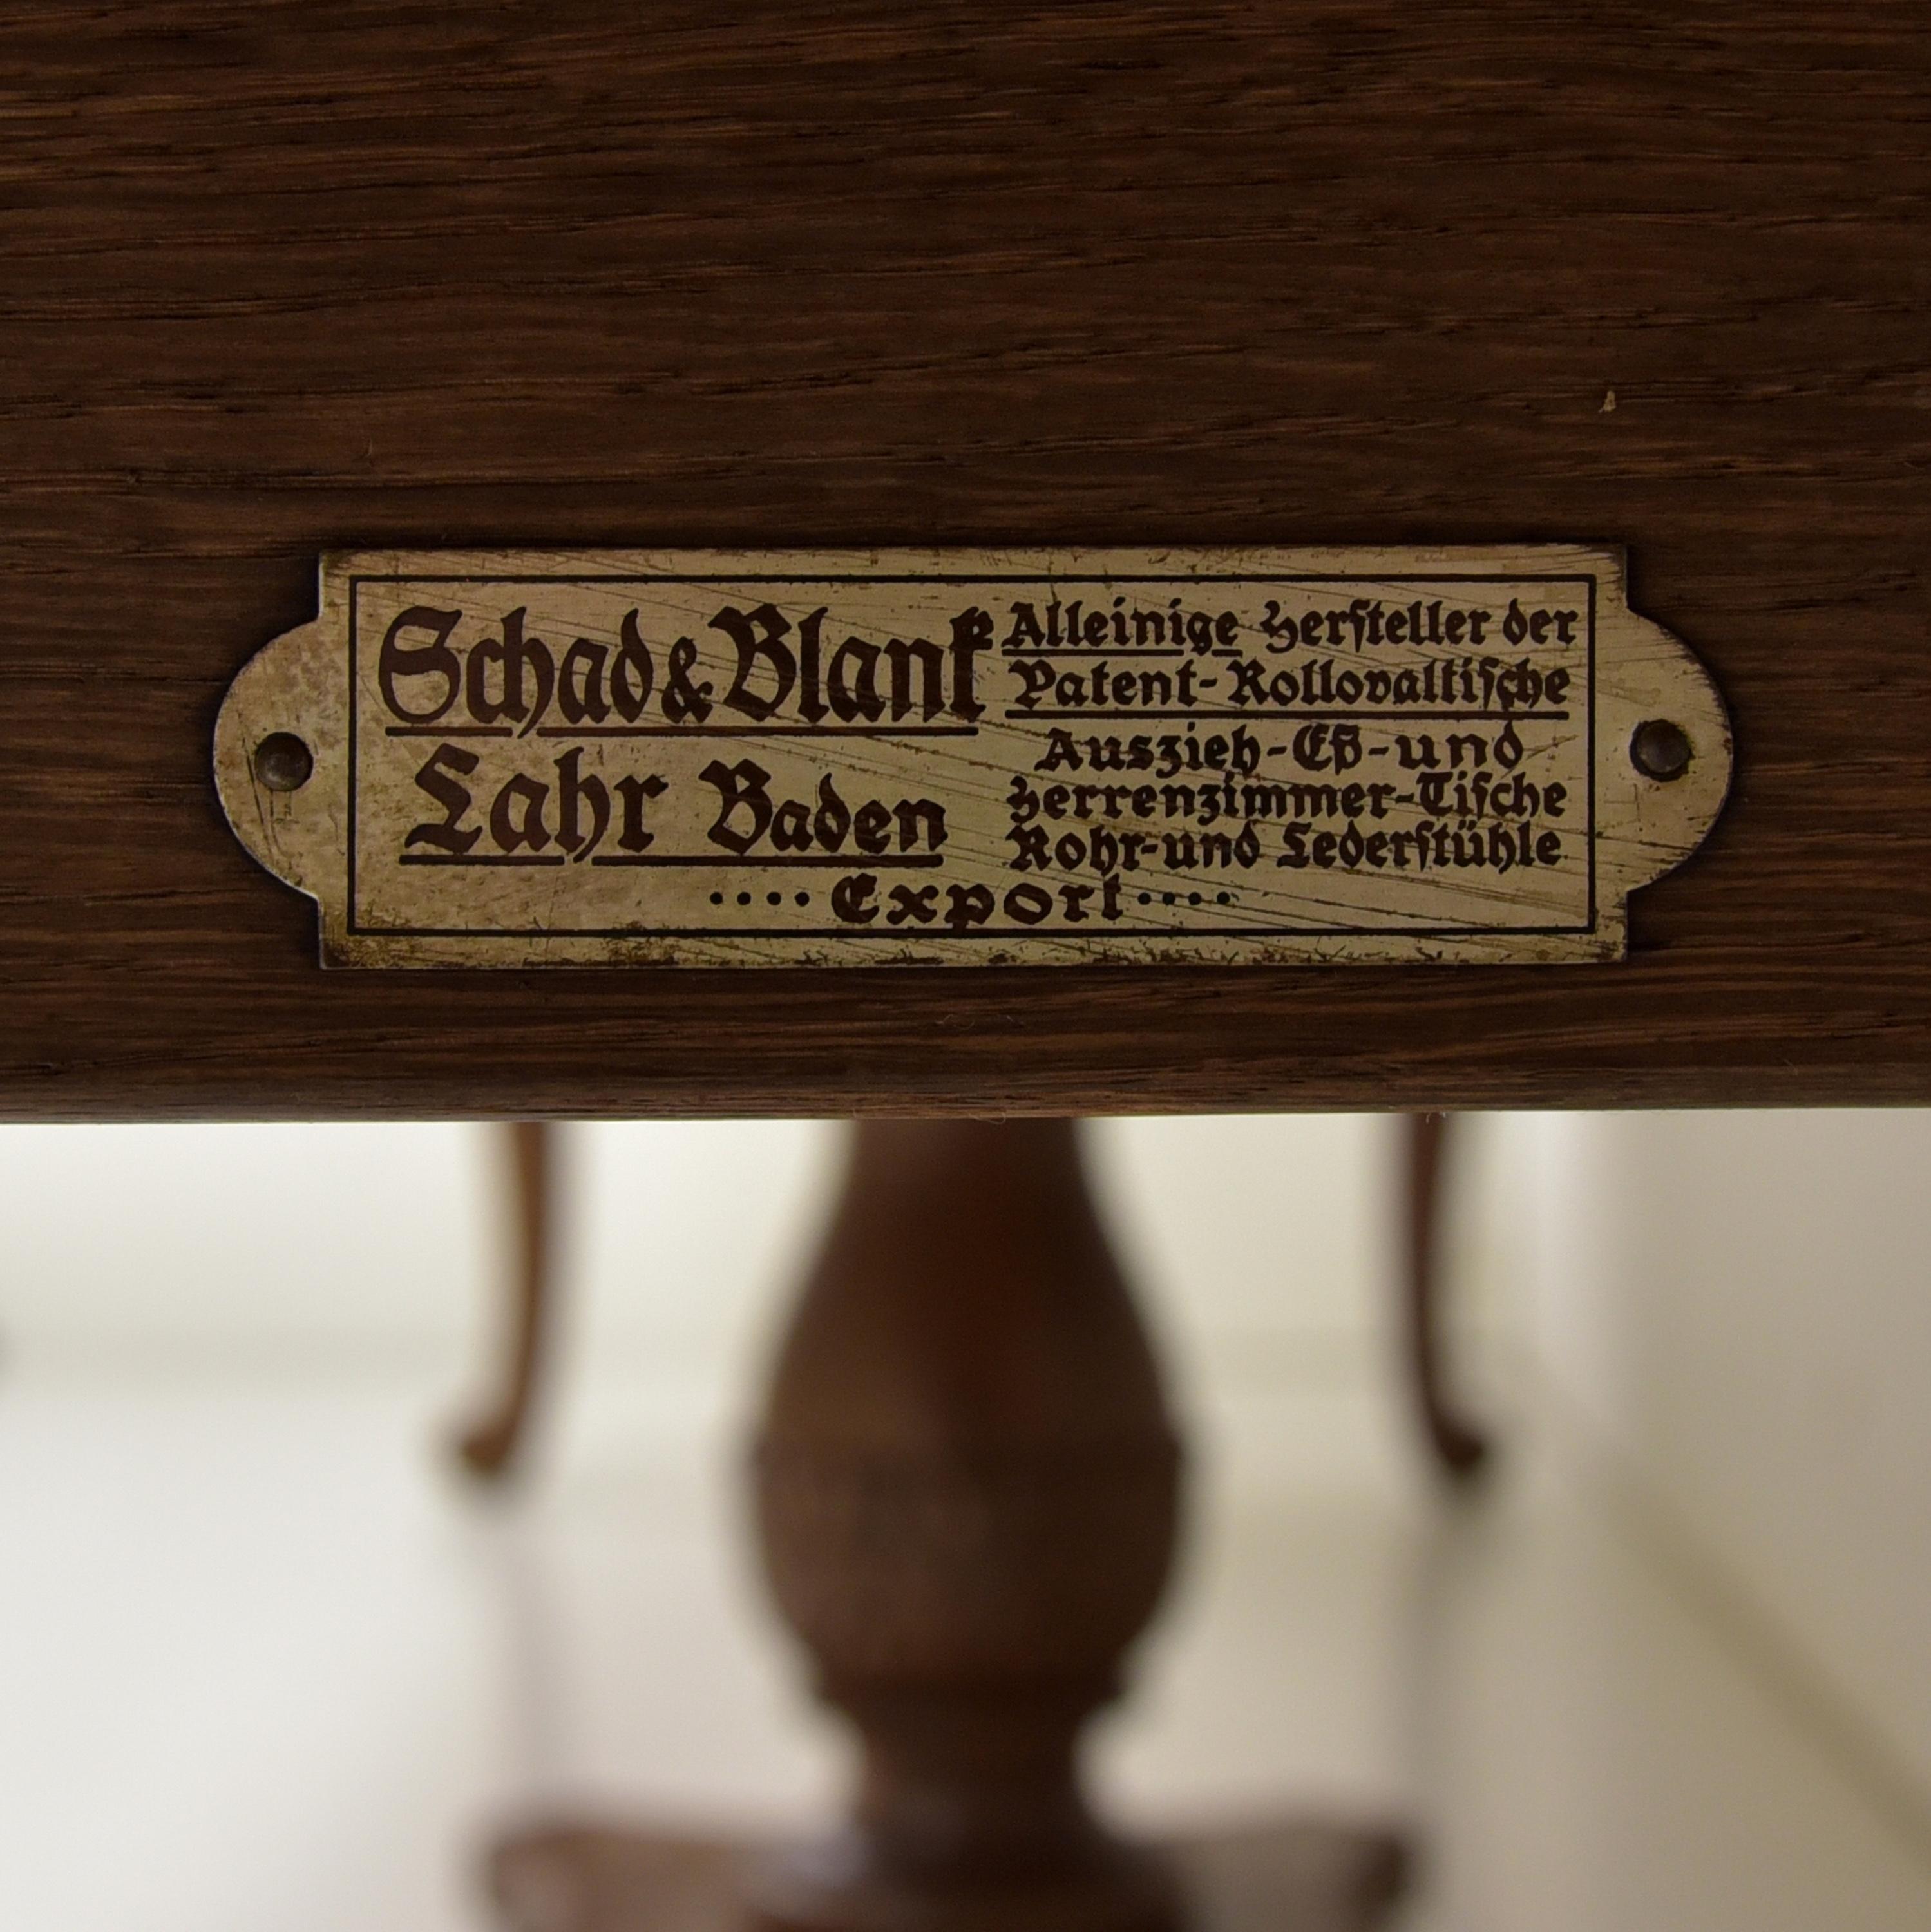 Schad & Blank
Lahr Baden
Alleinige Hersteller der
Patent-Rollovaltische
Auszieh-Eß-und
Herrenzimmer-Tische
Rohr-und Lederstühle
····Export····